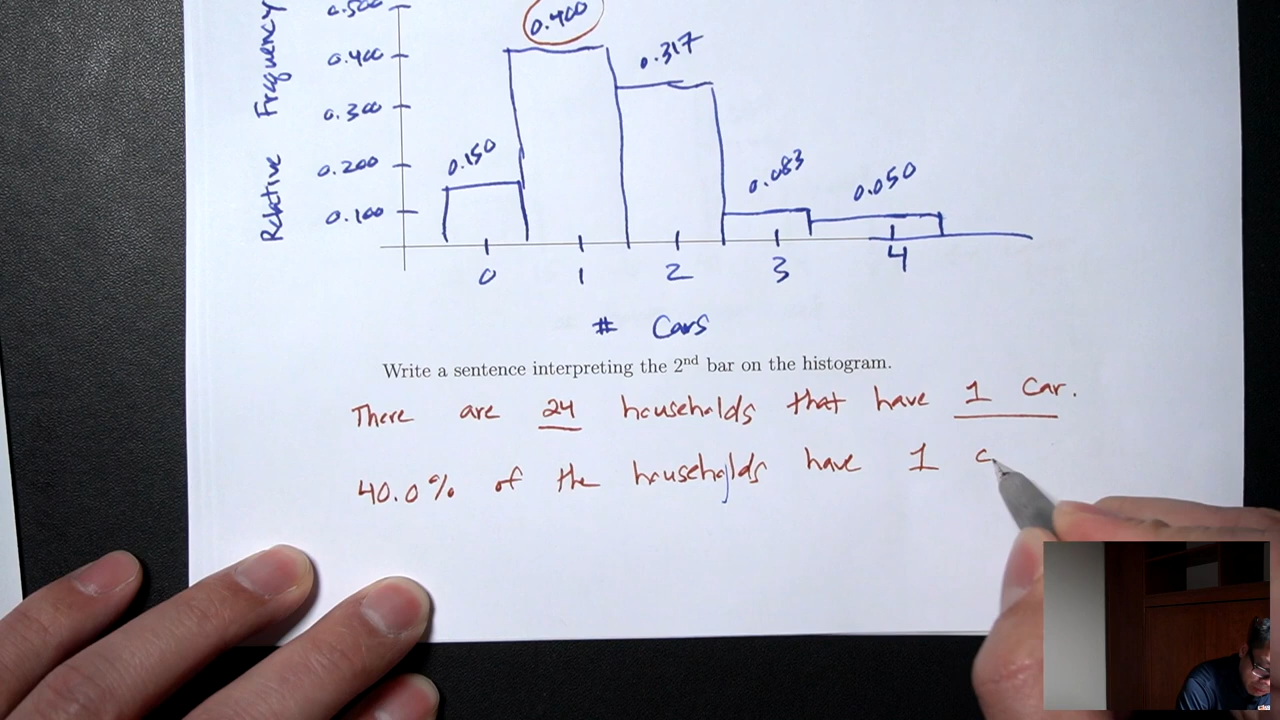 0.500
0.400
0.400
0.317
0.300
0.150
0.200
0.083
0.050
0.100
Relative Frequency
0 1 2 3 4
# Cars
Write a sentence interpreting the 2nd bar on the histogram.
There are 24 households that have 1 car.
40.0% of the households have 1 c